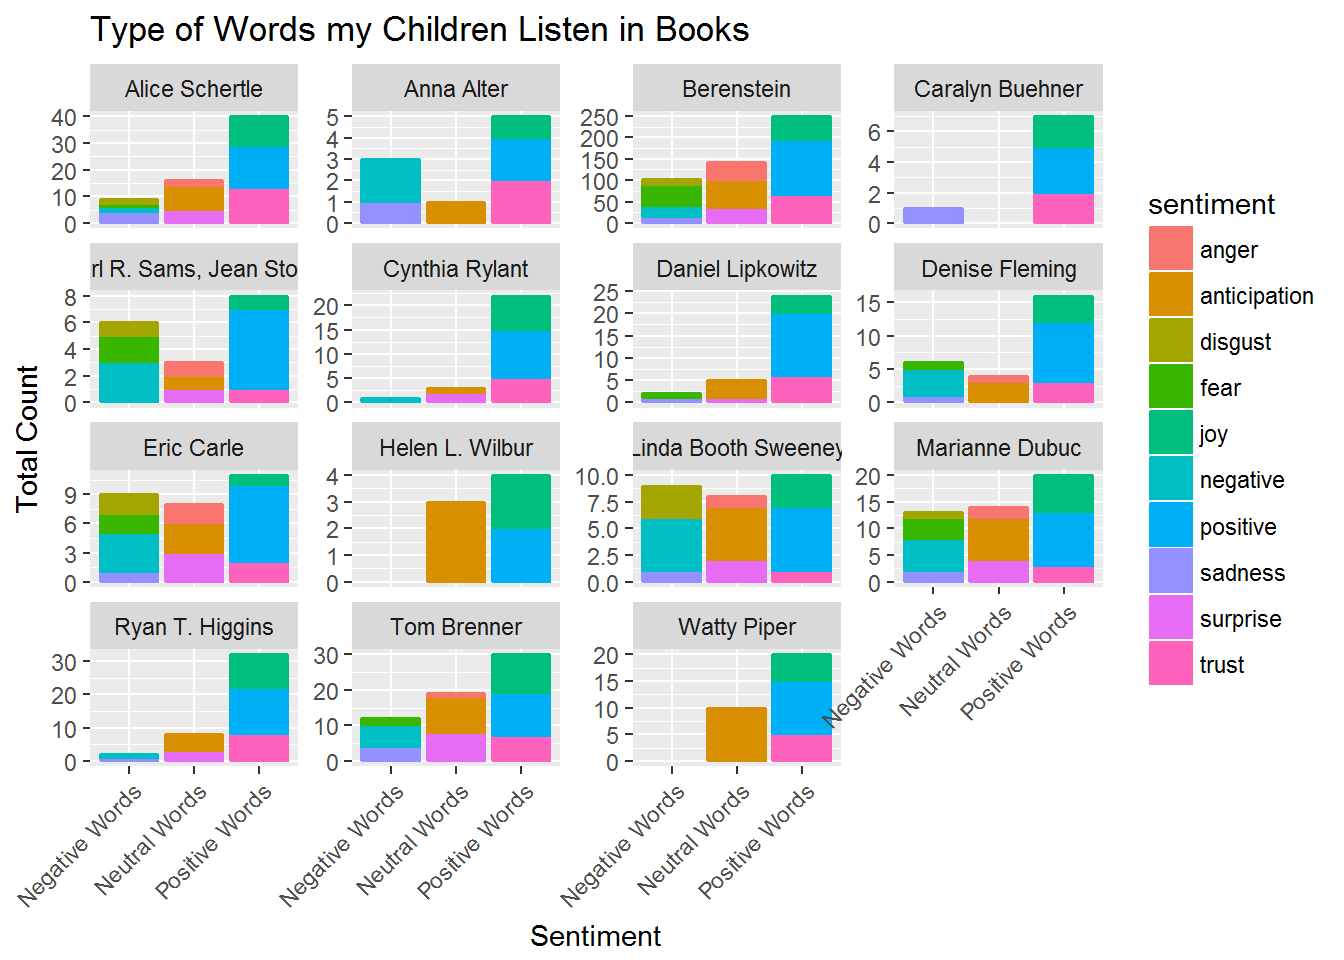 Type of Words my Children Listen in Books
Alice Schertle
Anna Alter
Berenstein
Caralyn Buehner
40
30
20
10
0
5
4
3
2
1
0
250
200
150
100
50
0
6
4
2
0
rl R. Sams, Jean Sto
Cynthia Rylant
Daniel Lipkowitz
Denise Fleming
8
6
4
2
0
20
15
10
5
0
25
20
15
10
5
0
15
10
5
0
Eric Carle
Helen L. Wilbur
Linda Booth Sweeney
Marianne Dubuc
9
6
3
0
4
3
2
1
0
10.0
7.5
5.0
2.5
0.0
20
15
10
5
0
Negative Words
Neutral Words
Positive Words
Ryan T. Higgins
Tom Brenner
Watty Piper
30
20
10
0
30
20
10
0
20
15
10
5
0
Negative Words
Neutral Words
Positive Words
Negative Words
Neutral Words
Positive Words
Negative Words
Neutral Words
Positive Words
Total Count
Sentiment
sentiment
anger
anticipation
disgust
fear
joy
negative
positive
sadness
surprise
trust